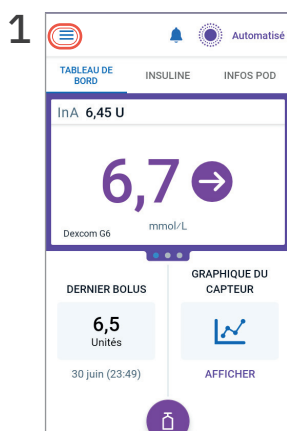 1
Automatisé
TABLEAU DE
BORD
INSULINE
INFOS POD
InA 6,45 U
6,7
mmol/L
Dexcom G6
DERNIER BOLUS
GRAPHIQUE DU
CAPTEUR
6,5
Unités
30 juin (23:49)
AFFICHER